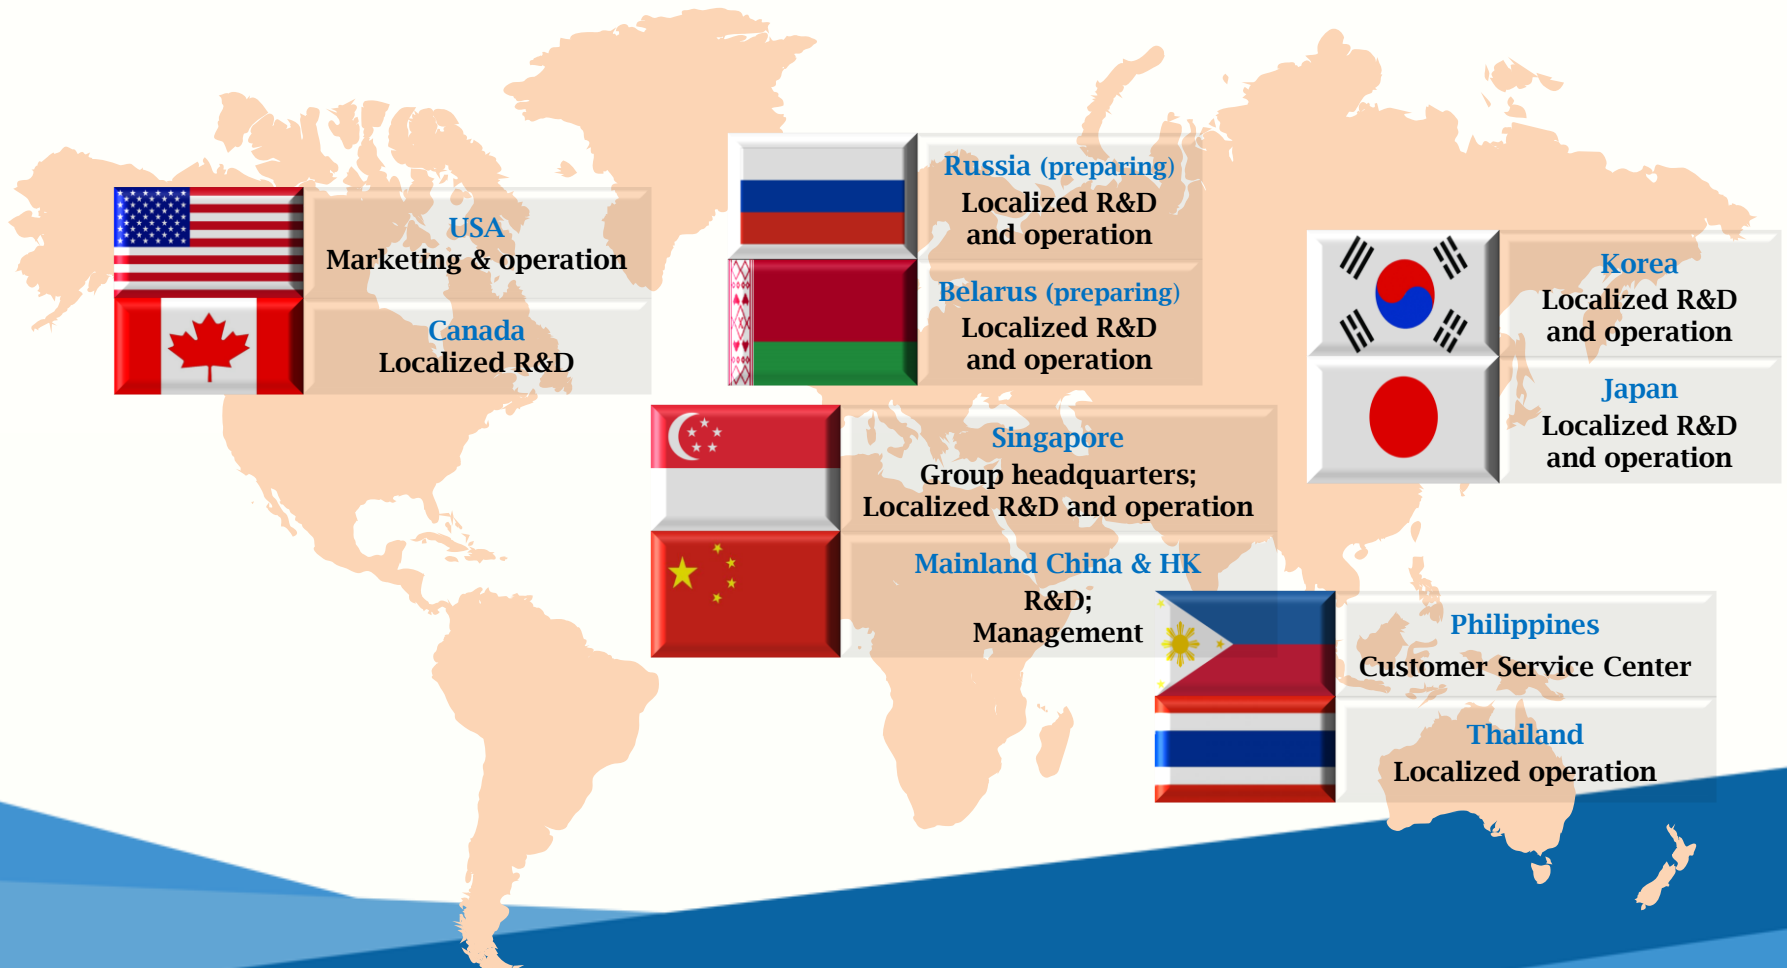 USA
Marketing & operation
Canada
Localized R&D
Russia (preparing)
Localized R&D
and operation
Belarus (preparing)
Localized R&D
and operation
Singapore
Group headquarters;
Localized R&D and operation
Mainland China & HK
R&D;
Management
Korea
Localized R&D
and operation
Japan
Localized R&D
and operation
Philippines
Customer Service Center
Thailand
Localized operation